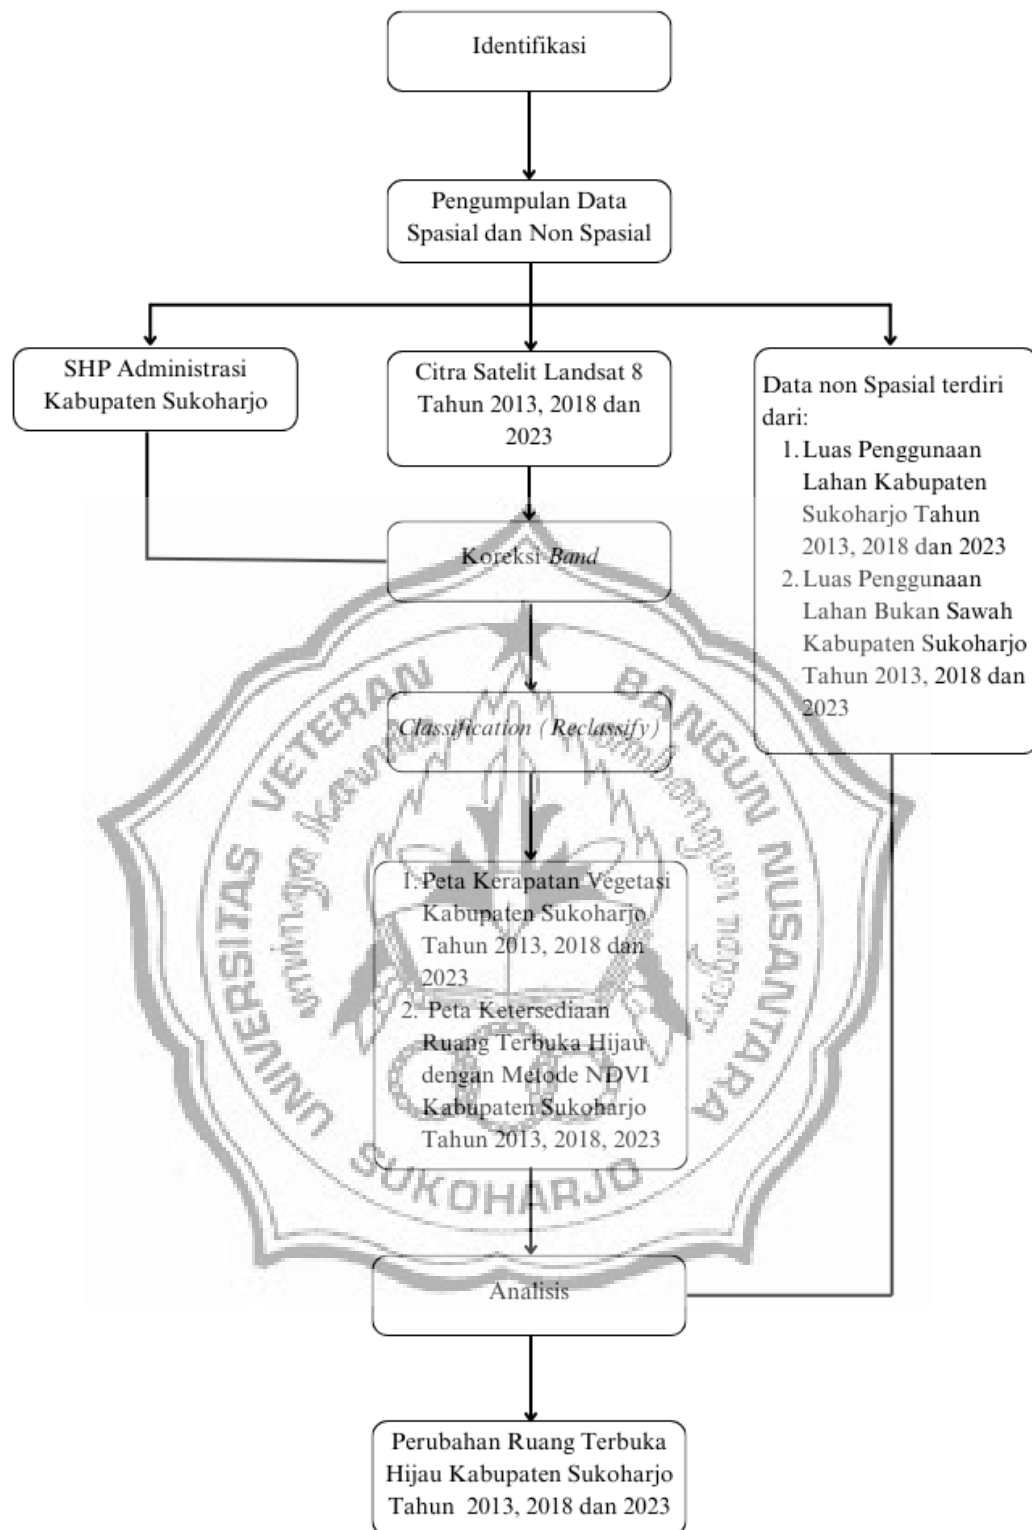 Identifikasi
Pengumpulan Data
Spasial dan Non Spasial
SHP Administrasi
Kabupaten Sukoharjo
Citra Satelit Landsat 8
Tahun 2013, 2018 dan
2023
Data non Spasial terdiri
dari:
1. Luas Penggunaan
Lahan Kabupaten
Sukoharjo Tahun
2013, 2018 dan 2023
2. Luas Penggunaan
Lahan Bukan Sawah
Kabupaten Sukoharjo
Tahun 2013, 2018 dan
2023
Koreksi Band
Classification (Reclassify)
1. Peta Kerapatan Vegetasi
Kabupaten Sukoharjo
Tahun 2013, 2018 dan
2023
2. Peta Ketersediaan
Ruang Terbuka Hijau
dengan Metode NDVI
Kabupaten Sukoharjo
Tahun 2013, 2018, 2023
Analisis
Perubahan Ruang Terbuka
Hijau Kabupaten Sukoharjo
Tahun 2013, 2018 dan 2023
UNIVERSITAS VETERAN BANGUN NUSANTARA
SUKOHARJO